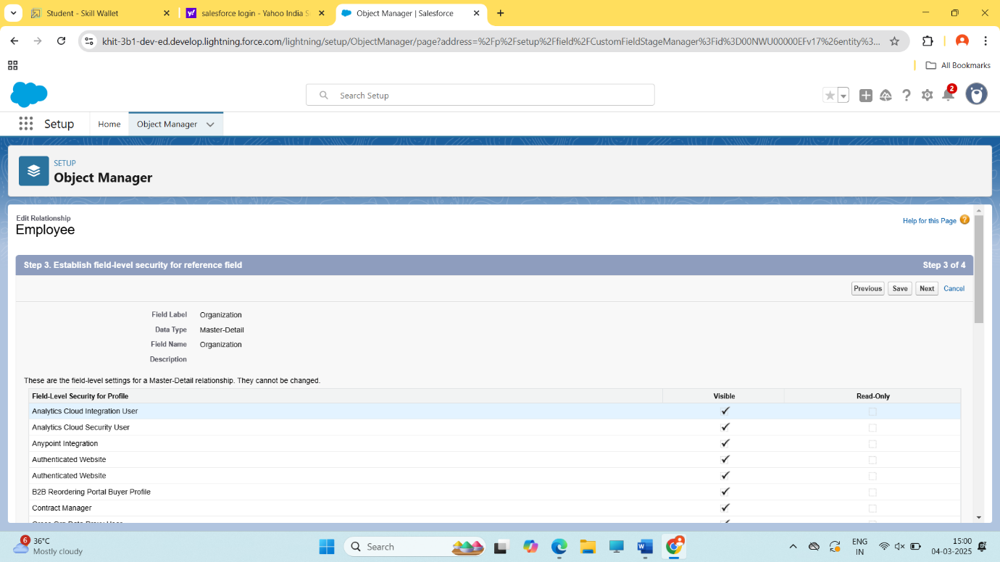 Student - Skill Wallet
salesforce login - Yahoo India S
Object Manager | Salesforce
khit-3b1-dev-ed.develop.lightning.force.com/lightning/setup/ObjectManager/page?address=%2Fp%2Fsetup%2Ffield%2FCustomFieldStageManager%3Fid%3D00NWU00000EFv17%26entity%3...
All Bookmarks
Search Setup
2
Setup
Home
Object Manager
SETUP
Object Manager
Edit Relationship
Employee
Help for this Page ?
Step 3. Establish field-level security for reference field
Step 3 of 4
Previous Save Next Cancel
Field Label Organization
Data Type Master-Detail
Field Name Organization
Description
These are the field-level settings for a Master-Detail relationship. They cannot be changed.
Field-Level Security for Profile Visible Read-Only
Analytics Cloud Integration User
Analytics Cloud Security User
Anypoint Integration
Authenticated Website
Authenticated Website
B2B Reordering Portal Buyer Profile
Contract Manager
6
36°C
Mostly cloudy
Search
ENG
IN
15:00
04-03-2025